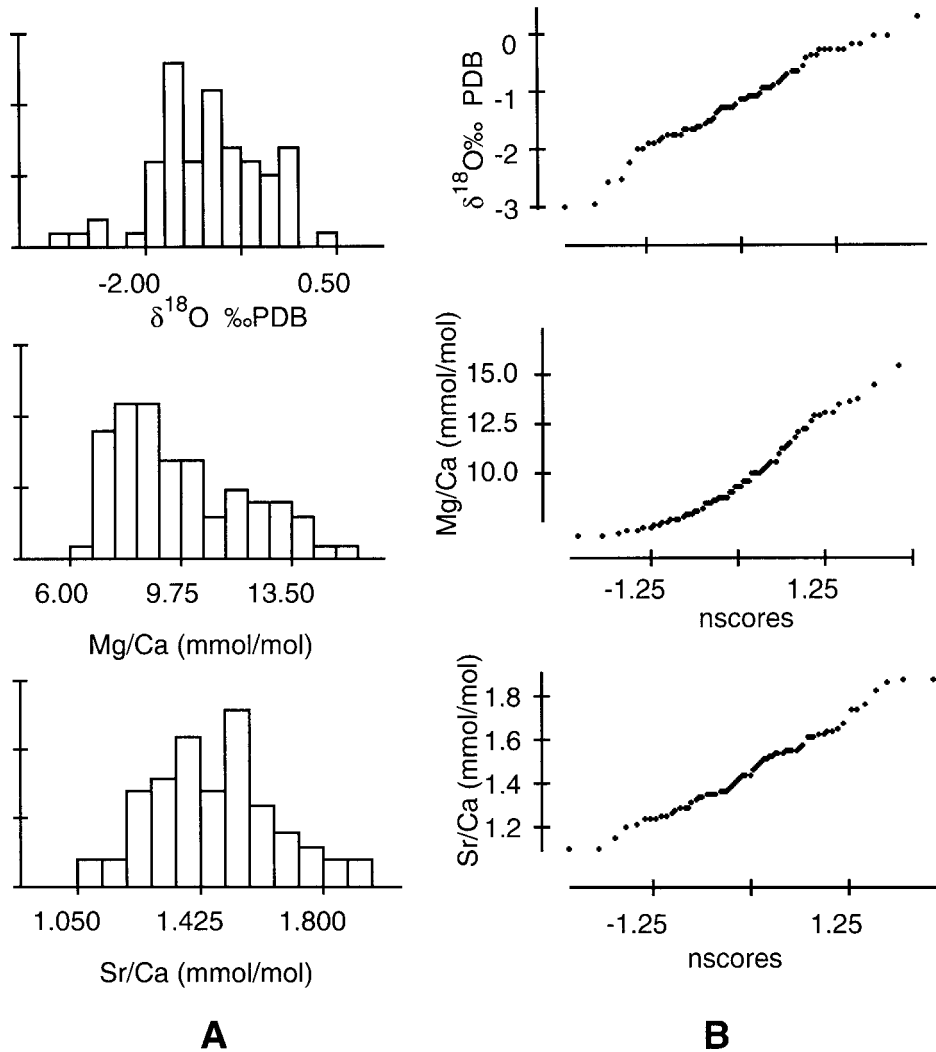 -2.00 0.50
δ18O ‰PDB
δ18O‰ PDB
0
-1
-2
-3
6.00 9.75 13.50
Mg/Ca (mmol/mol)
Mg/Ca (mmol/mol)
15.0
12.5
10.0
-1.25 1.25
nscores
1.050 1.425 1.800
Sr/Ca (mmol/mol)
Sr/Ca (mmol/mol)
1.8
1.6
1.4
1.2
-1.25 1.25
nscores
A
B